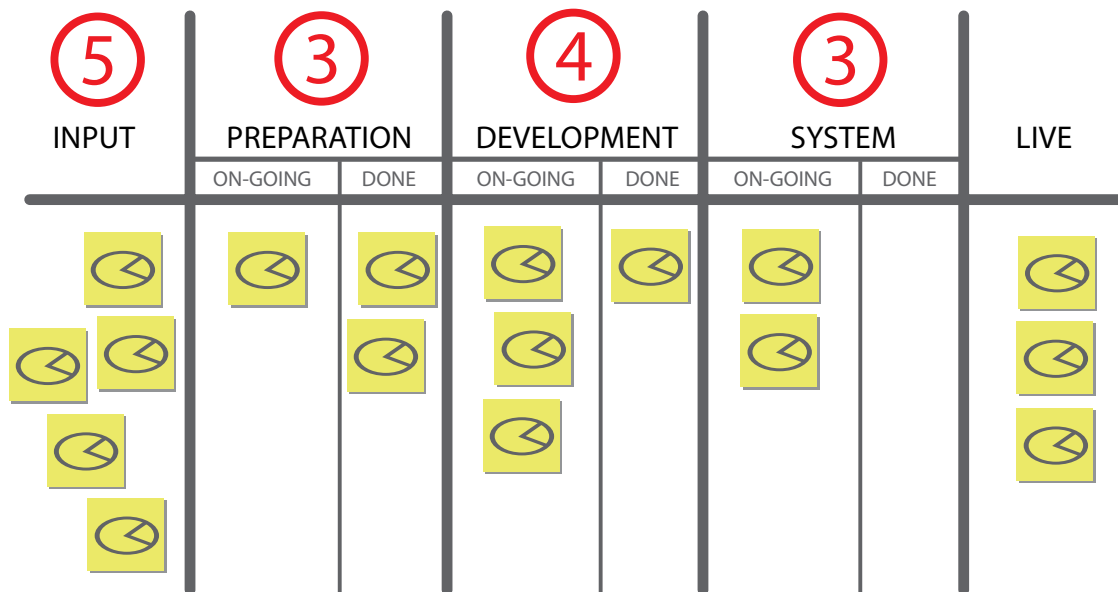 5 3 4 3
INPUT PREPARATION DEVELOPMENT SYSTEM LIVE
ON-GOING DONE ON-GOING DONE ON-GOING DONE